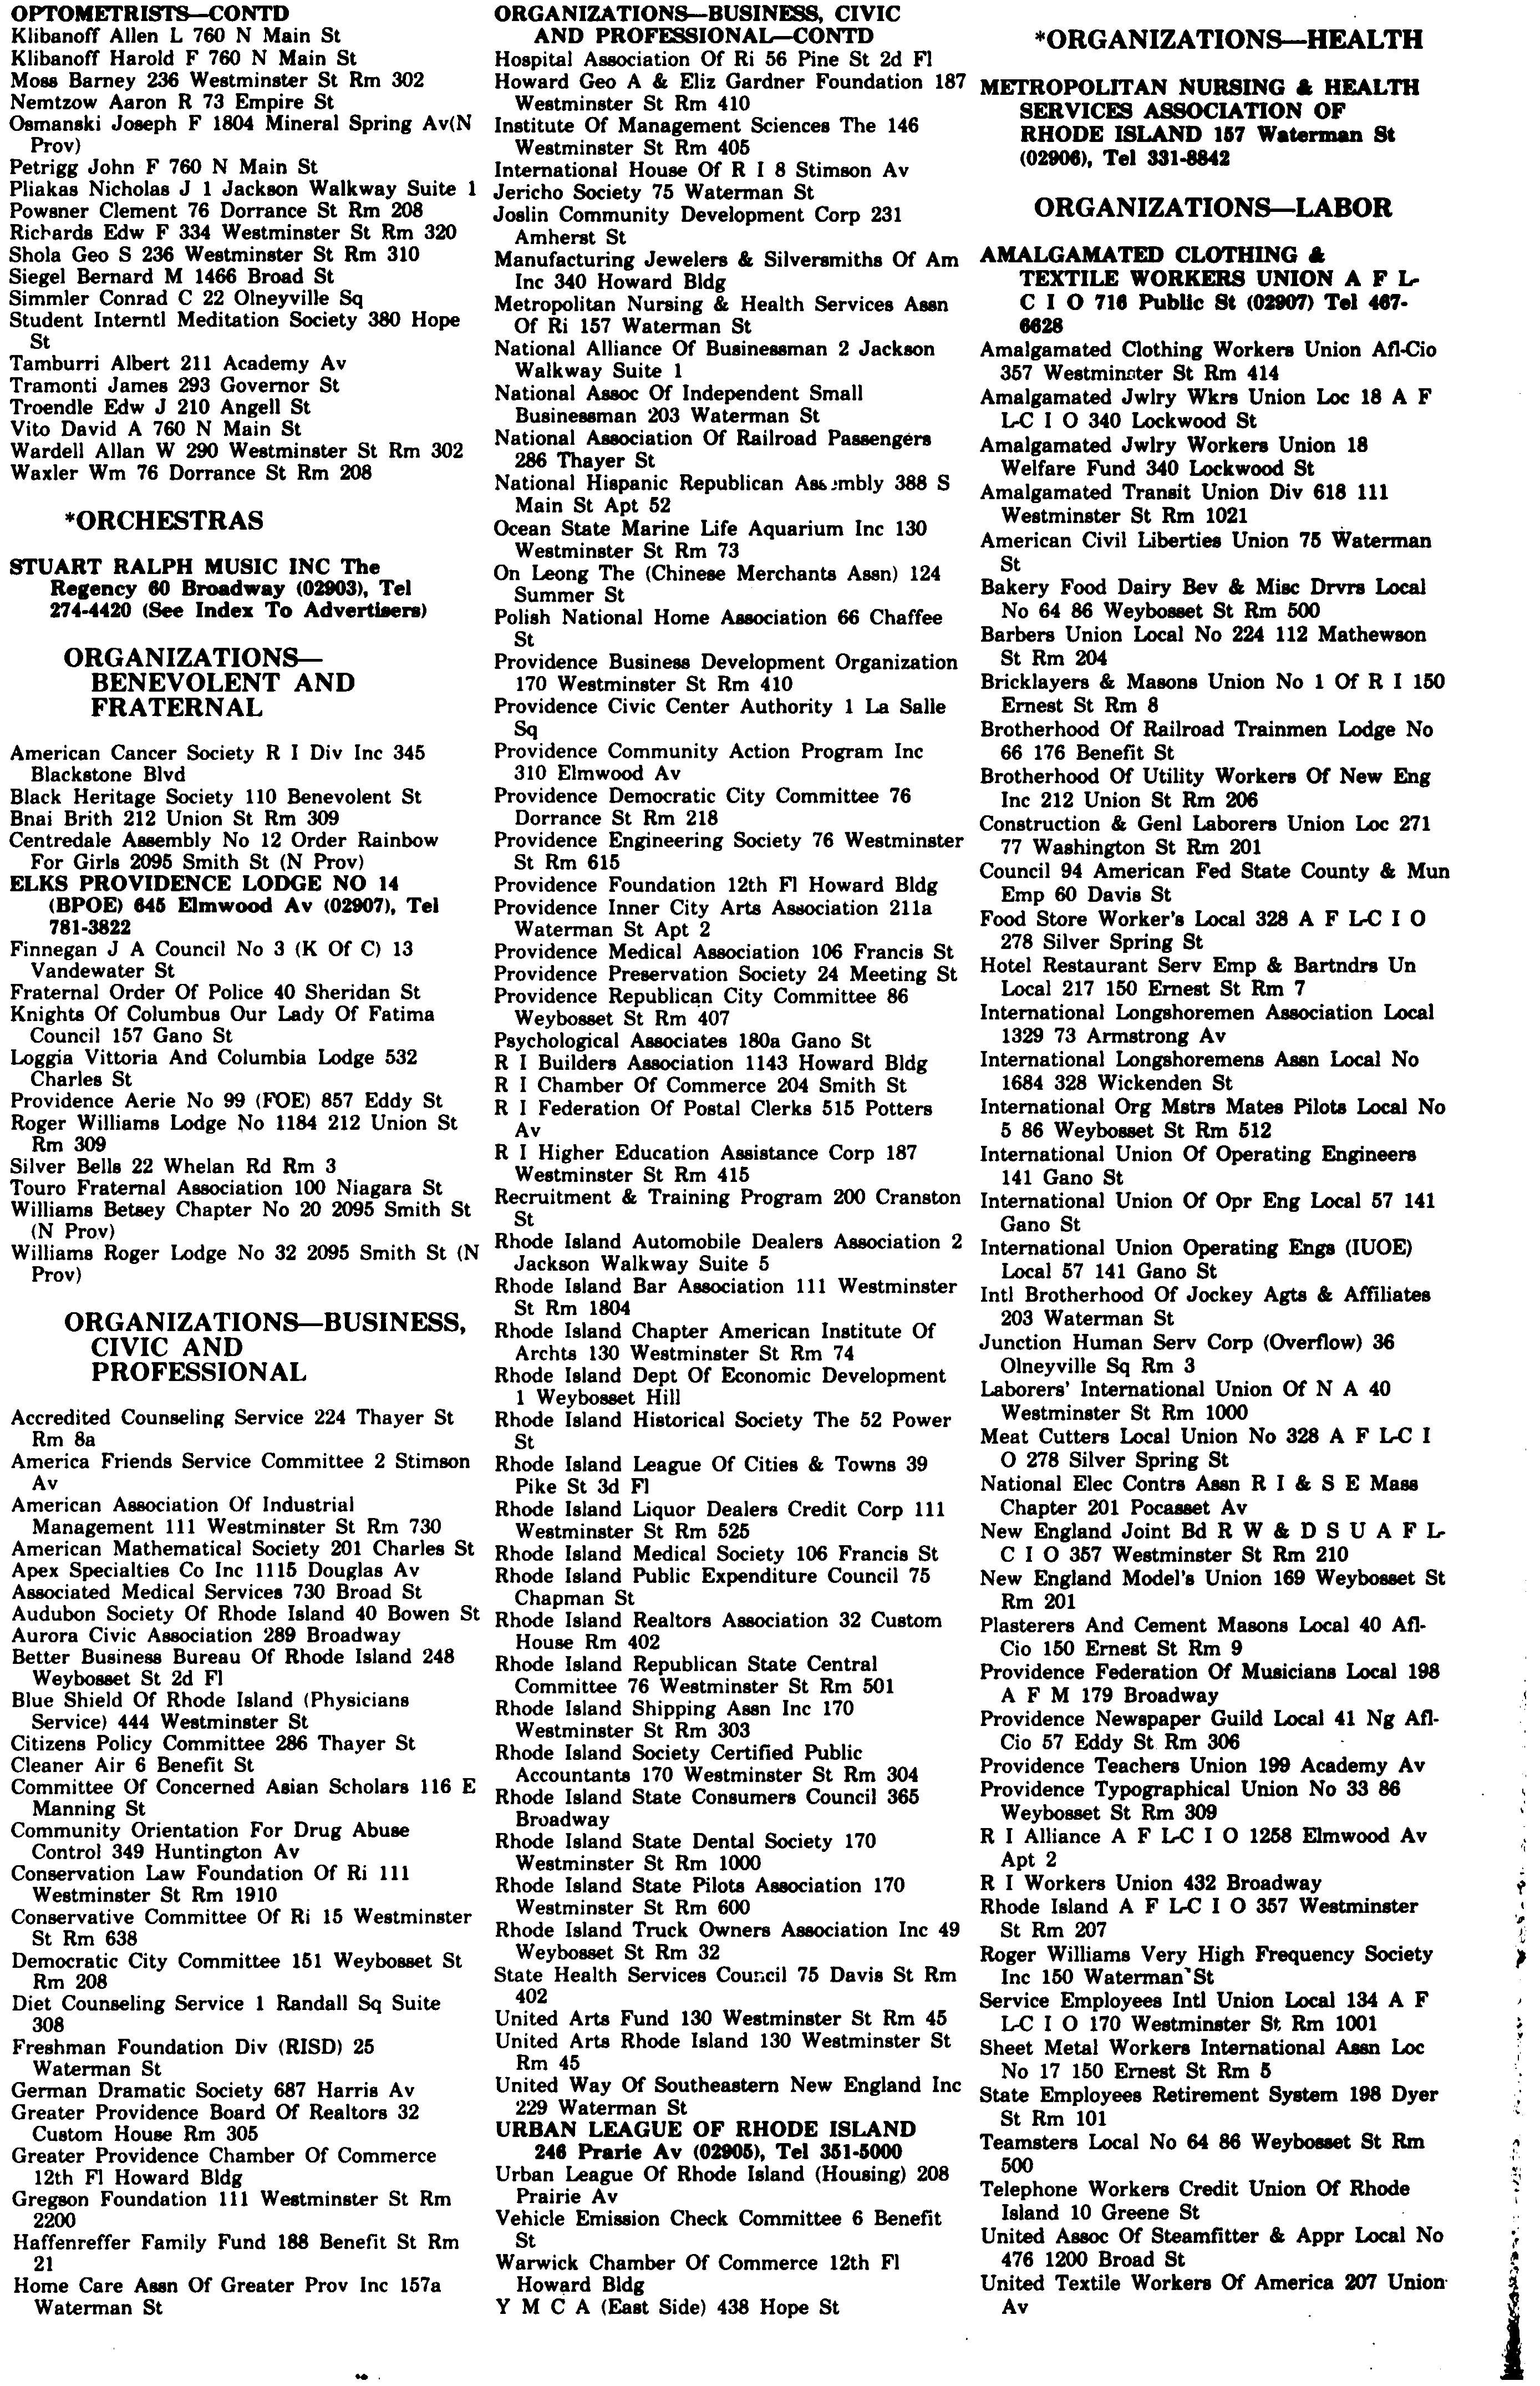 OPTOMETRISTS—CONTD
Klibanoff Allen L 760 N Main St
Klibanoff Harold F 760 N Main St
Moss Barney 236 Westminster St Rm 302
Nemtzow Aaron R 73 Empire St
Osmanski Joseph F 1804 Mineral Spring Av(N
Prov)
Petrigg John F 760 N Main St
Pliakas Nicholas J 1 Jackson Walkway Suite 1
Powsner Clement 76 Dorrance St Rm 208
Richards Edw F 334 Westminster St Rm 320
Shola Geo S 236 Westminster St Rm 310
Siegel Bernard M 1466 Broad St
Simmler Conrad C 22 Olneyville Sq
Student Interntl Meditation Society 380 Hope
St
Tamburri Albert 211 Academy Av
Tramonti James 293 Governor St
Troendle Edw J 210 Angell St
Vito David A 760 N Main St
Wardell Allan W 290 Westminster St Rm 302
Waxler Wm 76 Dorrance St Rm 208
*ORCHESTRAS
STUART RALPH MUSIC INC The
Regency 60 Broadway (02903), Tel
274-4420 (See Index To Advertisers)
ORGANIZATIONS—
BENEVOLENT AND
FRATERNAL
American Cancer Society R I Div Inc 345
Blackstone Blvd
Black Heritage Society 110 Benevolent St
Bnai Brith 212 Union St Rm 309
Centredale Assembly No 12 Order Rainbow
For Girls 2095 Smith St (N Prov)
ELKS PROVIDENCE LODGE NO 14
(BPOE) 645 Elmwood Av (02907), Tel
781-3822
Finnegan J A Council No 3 (K Of C) 13
Vandewater St
Fraternal Order Of Police 40 Sheridan St
Knights Of Columbus Our Lady Of Fatima
Council 157 Gano St
Loggia Vittoria And Columbia Lodge 532
Charles St
Providence Aerie No 99 (FOE) 857 Eddy St
Roger Williams Lodge No 1184 212 Union St
Rm 309
Silver Bells 22 Whelan Rd Rm 3
Touro Fraternal Association 100 Niagara St
Williams Betsey Chapter No 20 2095 Smith St
(N Prov)
Williams Roger Lodge No 32 2095 Smith St (N
Prov)
ORGANIZATIONS—BUSINESS,
CIVIC AND
PROFESSIONAL
Accredited Counseling Service 224 Thayer St
Rm 8a
America Friends Service Committee 2 Stimson
Av
American Association Of Industrial
Management 111 Westminster St Rm 730
American Mathematical Society 201 Charles St
Apex Specialties Co Inc 1115 Douglas Av
Associated Medical Services 730 Broad St
Audubon Society Of Rhode Island 40 Bowen St
Aurora Civic Association 289 Broadway
Better Business Bureau Of Rhode Island 248
Weybosset St 2d Fl
Blue Shield Of Rhode Island (Physicians
Service) 444 Westminster St
Citizens Policy Committee 286 Thayer St
Cleaner Air 6 Benefit St
Committee Of Concerned Asian Scholars 116 E
Manning St
Community Orientation For Drug Abuse
Control 349 Huntington Av
Conservation Law Foundation Of Ri 111
Westminster St Rm 1910
Conservative Committee Of Ri 15 Westminster
St Rm 638
Democratic City Committee 151 Weybosset St
Rm 208
Diet Counseling Service 1 Randall Sq Suite
308
Freshman Foundation Div (RISD) 25
Waterman St
German Dramatic Society 687 Harris Av
Greater Providence Board Of Realtors 32
Custom House Rm 305
Greater Providence Chamber Of Commerce
12th Fl Howard Bldg
Gregson Foundation 111 Westminster St Rm
2200
Haffenreffer Family Fund 188 Benefit St Rm
21
Home Care Assn Of Greater Prov Inc 157a
Waterman St
ORGANIZATIONS—BUSINESS, CIVIC
AND PROFESSIONAL—CONTD
Hospital Association Of Ri 56 Pine St 2d Fl
Howard Geo A & Eliz Gardner Foundation 187
Westminster St Rm 410
Institute Of Management Sciences The 146
Westminster St Rm 405
International House Of R I 8 Stimson Av
Jericho Society 75 Waterman St
Joslin Community Development Corp 231
Amherst St
Manufacturing Jewelers & Silversmiths Of Am
Inc 340 Howard Bldg
Metropolitan Nursing & Health Services Assn
Of Ri 157 Waterman St
National Alliance Of Businessman 2 Jackson
Walkway Suite 1
National Assoc Of Independent Small
Businessman 203 Waterman St
National Association Of Railroad Passengers
286 Thayer St
National Hispanic Republican Assembly 388 S
Main St Apt 52
Ocean State Marine Life Aquarium Inc 130
Westminster St Rm 73
On Leong The (Chinese Merchants Assn) 124
Summer St
Polish National Home Association 66 Chaffee
St
Providence Business Development Organization
170 Westminster St Rm 410
Providence Civic Center Authority 1 La Salle
Sq
Providence Community Action Program Inc
310 Elmwood Av
Providence Democratic City Committee 76
Dorrance St Rm 218
Providence Engineering Society 76 Westminster
St Rm 615
Providence Foundation 12th Fl Howard Bldg
Providence Inner City Arts Association 211a
Waterman St Apt 2
Providence Medical Association 106 Francis St
Providence Preservation Society 24 Meeting St
Providence Republican City Committee 86
Weybosset St Rm 407
Psychological Associates 180a Gano St
R I Builders Association 1143 Howard Bldg
R I Chamber Of Commerce 204 Smith St
R I Federation Of Postal Clerks 515 Potters
Av
R I Higher Education Assistance Corp 187
Westminster St Rm 415
Recruitment & Training Program 200 Cranston
St
Rhode Island Automobile Dealers Association 2
Jackson Walkway Suite 5
Rhode Island Bar Association 111 Westminster
St Rm 1804
Rhode Island Chapter American Institute Of
Archts 130 Westminster St Rm 74
Rhode Island Dept Of Economic Development
1 Weybosset Hill
Rhode Island Historical Society The 52 Power
St
Rhode Island League Of Cities & Towns 39
Pike St 3d Fl
Rhode Island Liquor Dealers Credit Corp 111
Westminster St Rm 525
Rhode Island Medical Society 106 Francis St
Rhode Island Public Expenditure Council 75
Chapman St
Rhode Island Realtors Association 32 Custom
House Rm 402
Rhode Island Republican State Central
Committee 76 Westminster St Rm 501
Rhode Island Shipping Assn Inc 170
Westminster St Rm 303
Rhode Island Society Certified Public
Accountants 170 Westminster St Rm 304
Rhode Island State Consumers Council 365
Broadway
Rhode Island State Dental Society 170
Westminster St Rm 1000
Rhode Island State Pilots Association 170
Westminster St Rm 600
Rhode Island Truck Owners Association Inc 49
Weybosset St Rm 32
State Health Services Council 75 Davis St Rm
402
United Arts Fund 130 Westminster St Rm 45
United Arts Rhode Island 130 Westminster St
Rm 45
United Way Of Southeastern New England Inc
229 Waterman St
URBAN LEAGUE OF RHODE ISLAND
246 Prarie Av (02905), Tel 351-5000
Urban League Of Rhode Island (Housing) 208
Prairie Av
Vehicle Emission Check Committee 6 Benefit
St
Warwick Chamber Of Commerce 12th Fl
Howard Bldg
Y M C A (East Side) 438 Hope St
*ORGANIZATIONS—HEALTH
METROPOLITAN NURSING & HEALTH
SERVICES ASSOCIATION OF
RHODE ISLAND 157 Waterman St
(02906), Tel 331-8842
ORGANIZATIONS—LABOR
AMALGAMATED CLOTHING &
TEXTILE WORKERS UNION A F L-
C I O 716 Public St (02907) Tel 467-
6628
Amalgamated Clothing Workers Union Afl-Cio
357 Westminster St Rm 414
Amalgamated Jwlry Wkrs Union Loc 18 A F
L-C I O 340 Lockwood St
Amalgamated Jwlry Workers Union 18
Welfare Fund 340 Lockwood St
Amalgamated Transit Union Div 618 111
Westminster St Rm 1021
American Civil Liberties Union 75 Waterman
St
Bakery Food Dairy Bev & Misc Drvrs Local
No 64 86 Weybosset St Rm 500
Barbers Union Local No 224 112 Mathewson
St Rm 204
Bricklayers & Masons Union No 1 Of R I 150
Ernest St Rm 8
Brotherhood Of Railroad Trainmen Lodge No
66 176 Benefit St
Brotherhood Of Utility Workers Of New Eng
Inc 212 Union St Rm 206
Construction & Genl Laborers Union Loc 271
77 Washington St Rm 201
Council 94 American Fed State County & Mun
Emp 60 Davis St
Food Store Worker's Local 328 A F L-C I O
278 Silver Spring St
Hotel Restaurant Serv Emp & Bartndrs Un
Local 217 150 Ernest St Rm 7
International Longshoremen Association Local
1329 73 Armstrong Av
International Longshoremens Assn Local No
1684 328 Wickenden St
International Org Mstrs Mates Pilots Local No
5 86 Weybosset St Rm 512
International Union Of Operating Engineers
141 Gano St
International Union Of Opr Eng Local 57 141
Gano St
International Union Operating Engs (IUOE)
Local 57 141 Gano St
Intl Brotherhood Of Jockey Agts & Affiliates
203 Waterman St
Junction Human Serv Corp (Overflow) 36
Olneyville Sq Rm 3
Laborers' International Union Of N A 40
Westminster St Rm 1000
Meat Cutters Local Union No 328 A F L-C I
O 278 Silver Spring St
National Elec Contrs Assn R I & S E Mass
Chapter 201 Pocasset Av
New England Joint Bd R W & D S U A F L-
C I O 357 Westminster St Rm 210
New England Model's Union 169 Weybosset St
Rm 201
Plasterers And Cement Masons Local 40 Afl-
Cio 150 Ernest St Rm 9
Providence Federation Of Musicians Local 198
A F M 179 Broadway
Providence Newspaper Guild Local 41 Ng Afl-
Cio 57 Eddy St Rm 306
Providence Teachers Union 199 Academy Av
Providence Typographical Union No 33 86
Weybosset St Rm 309
R I Alliance A F L-C I O 1258 Elmwood Av
Apt 2
R I Workers Union 432 Broadway
Rhode Island A F L-C I O 357 Westminster
St Rm 207
Roger Williams Very High Frequency Society
Inc 150 Waterman St
Service Employees Intl Union Local 134 A F
L-C I O 170 Westminster St Rm 1001
Sheet Metal Workers International Assn Loc
No 17 150 Ernest St Rm 5
State Employees Retirement System 198 Dyer
St Rm 101
Teamsters Local No 64 86 Weybosset St Rm
500
Telephone Workers Credit Union Of Rhode
Island 10 Greene St
United Assoc Of Steamfitter & Appr Local No
476 1200 Broad St
United Textile Workers Of America 207 Union
Av